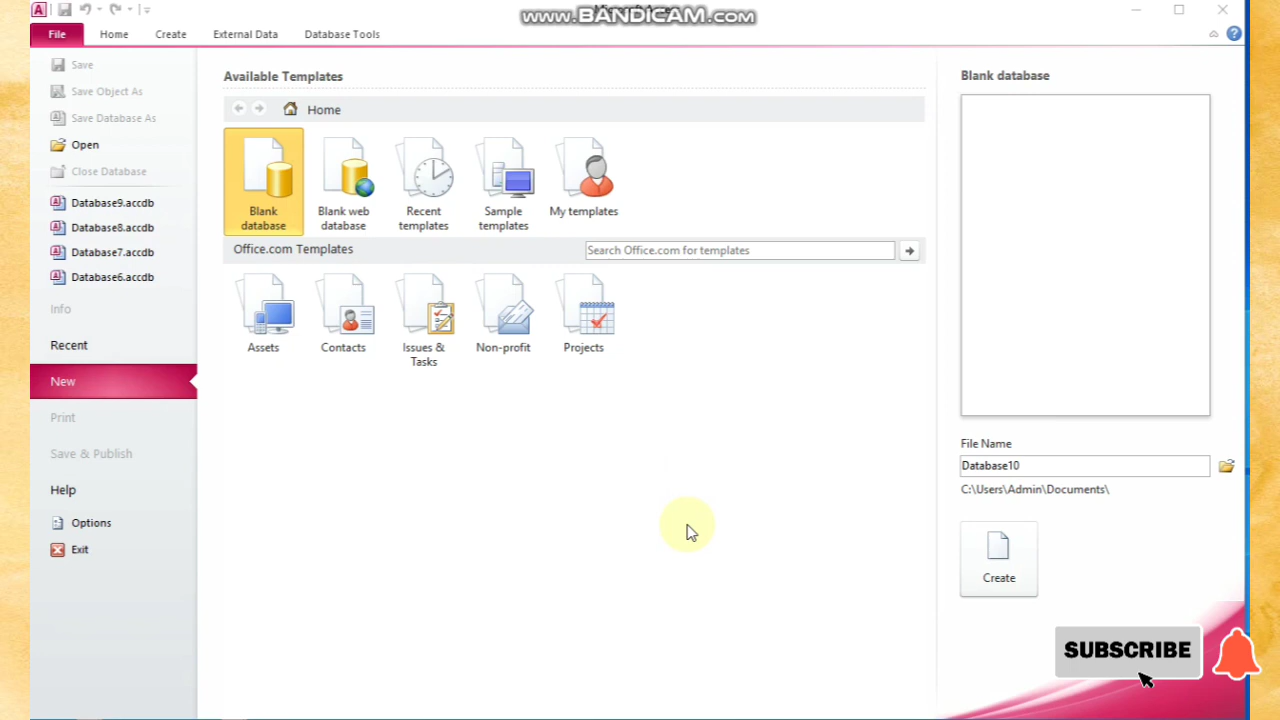 www.BANDICAM.com
File Home Create External Data Database Tools
Save
Save Object As
Save Database As
Open
Close Database
Database9.accdb
Database8.accdb
Database7.accdb
Database6.accdb
Info
Recent
New
Print
Save & Publish
Help
Options
Exit
Available Templates
Home
Blank database
Blank web database
Recent templates
Sample templates
My templates
Office.com Templates
Search Office.com for templates
Assets
Contacts
Issues & Tasks
Non-profit
Projects
Blank database
File Name
Database10
C:\Users\Admin\Documents\
Create
SUBSCRIBE